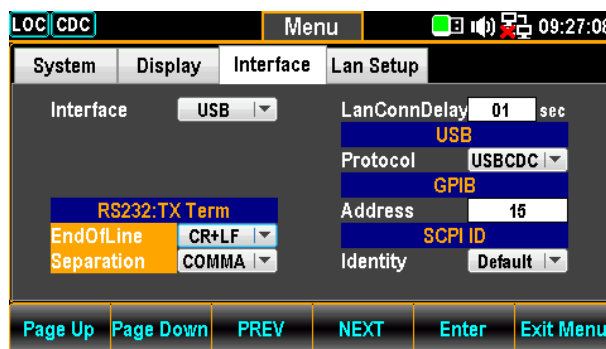 LOC CDC Menu 09:27:08
System Display Interface Lan Setup
Interface USB LanConnDelay 01 sec
USB
Protocol USBCDC
GPIB
RS232:TX Term Address 15
EndOfLine CR+LF SCPI ID
Separation COMMA Identity Default
Page Up Page Down PREV NEXT Enter Exit Menu